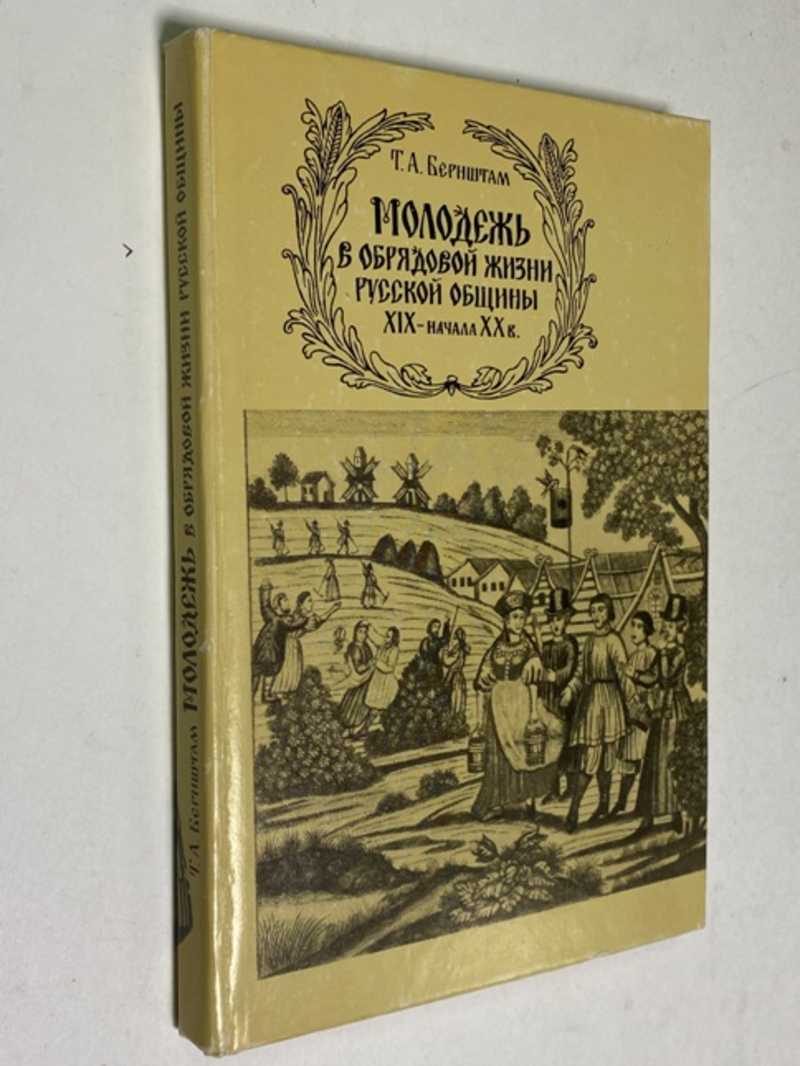 Т. А. Бернштам
Молодежь
в обрядовой жизни
русской общины
XIX – начала XX в.
Т. А. Бернштам Молодежь в обрядовой жизни русской общины